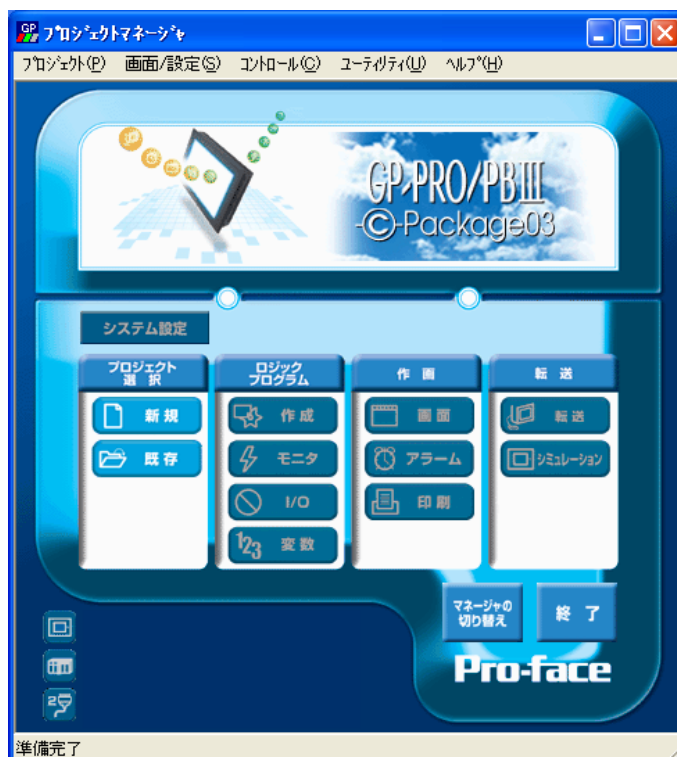 GP プロジェクトマネージャ
プロジェクト(P) 画面/設定(S) コントロール(C) ユーティリティ(U) ヘルプ(H)
GP-PRO/PBⅢ
-Ⓒ-Package03
システム設定
プロジェクト
選択
新規
既存
ロジック
プログラム
作成
モニタ
I/O
123 変数
作画
画面
アラーム
印刷
転送
転送
シミュレーション
マネージャの
切り替え
終了
Pro-face
2
準備完了